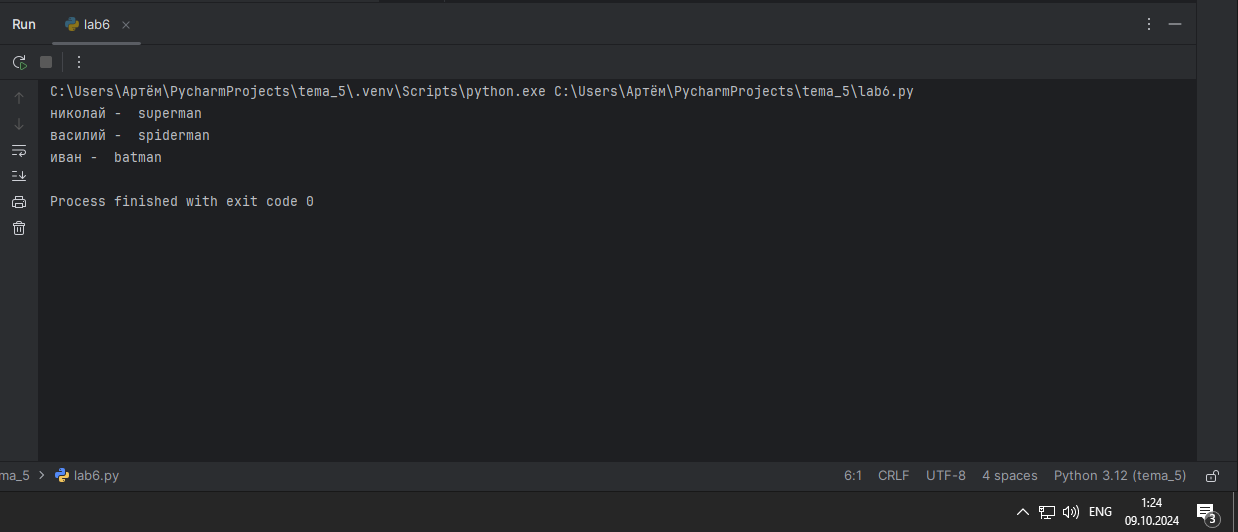 Run lab6
C:\Users\Артём\PycharmProjects\tema_5\.venv\Scripts\python.exe C:\Users\Артём\PycharmProjects\tema_5\lab6.py
николай -  superman
василий -  spiderman
иван -  batman
Process finished with exit code 0
ma_5 > lab6.py 6:1 CRLF UTF-8 4 spaces Python 3.12 (tema_5)
ENG 1:24
09.10.2024 3